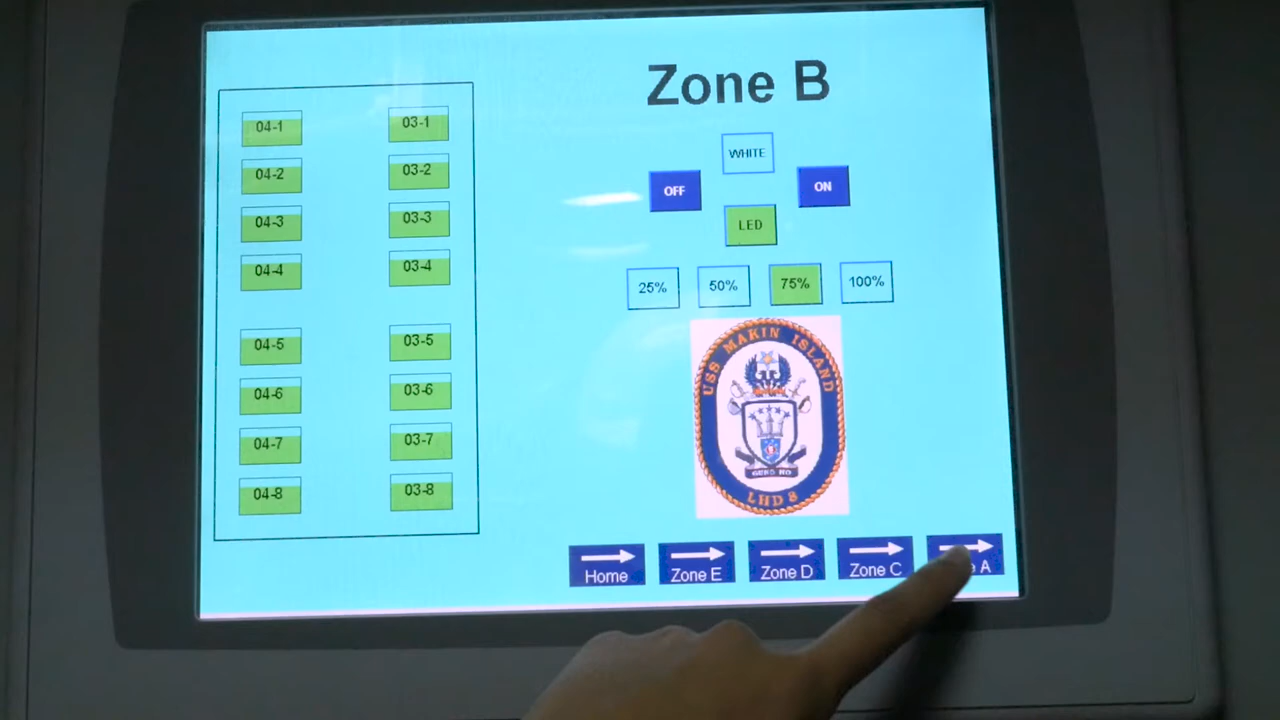 Zone B
04-1 03-1
04-2 03-2
04-3 03-3
04-4 03-4
04-5 03-5
04-6 03-6
04-7 03-7
04-8 03-8
WHITE
OFF
ON
LED
25% 50% 75% 100%
USS MAKIN ISLAND
GUNG HO
LHD 8
Home
Zone E
Zone D
Zone C
e A